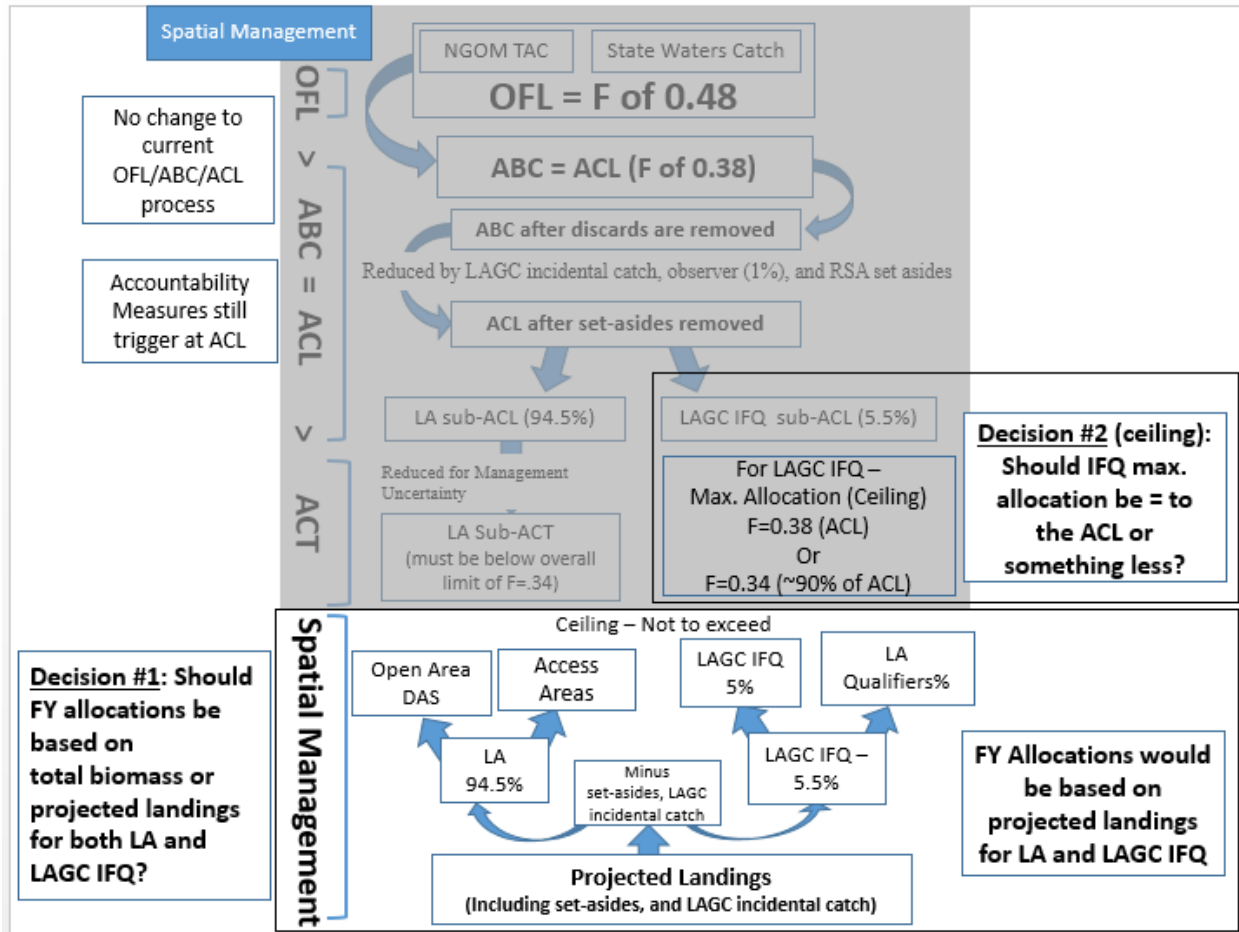 Spatial Management
NGOM TAC
State Waters Catch
OFL = F of 0.48
OFL > ABC = ACL > ACT
No change to
current
OFL/ABC/ACL
process
ABC = ACL (F of 0.38)
ABC after discards are removed
Reduced by LAGC incidental catch, observer (1%), and RSA set asides
Accountability
Measures still
trigger at ACL
ACL after set-asides removed
LA sub-ACL (94.5%)
LAGC IFQ sub-ACL (5.5%)
Reduced for Management
Uncertainty
LA Sub-ACT
(must be below overall
limit of F=.34)
For LAGC IFQ –
Max. Allocation (Ceiling)
F=0.38 (ACL)
Or
F=0.34 (~90% of ACL)
Decision #2 (ceiling):
Should IFQ max.
allocation be = to
the ACL or
something less?
Spatial Management
Ceiling – Not to exceed
Open Area
DAS
Access
Areas
LAGC IFQ
5%
LA
Qualifiers%
LA
94.5%
Minus
set-asides, LAGC
incidental catch
LAGC IFQ –
5.5%
Projected Landings
(Including set-asides, and LAGC incidental catch)
Decision #1: Should
FY allocations be
based on
total biomass or
projected landings
for both LA and
LAGC IFQ?
FY Allocations would
be based on
projected landings
for LA and LAGC IFQ